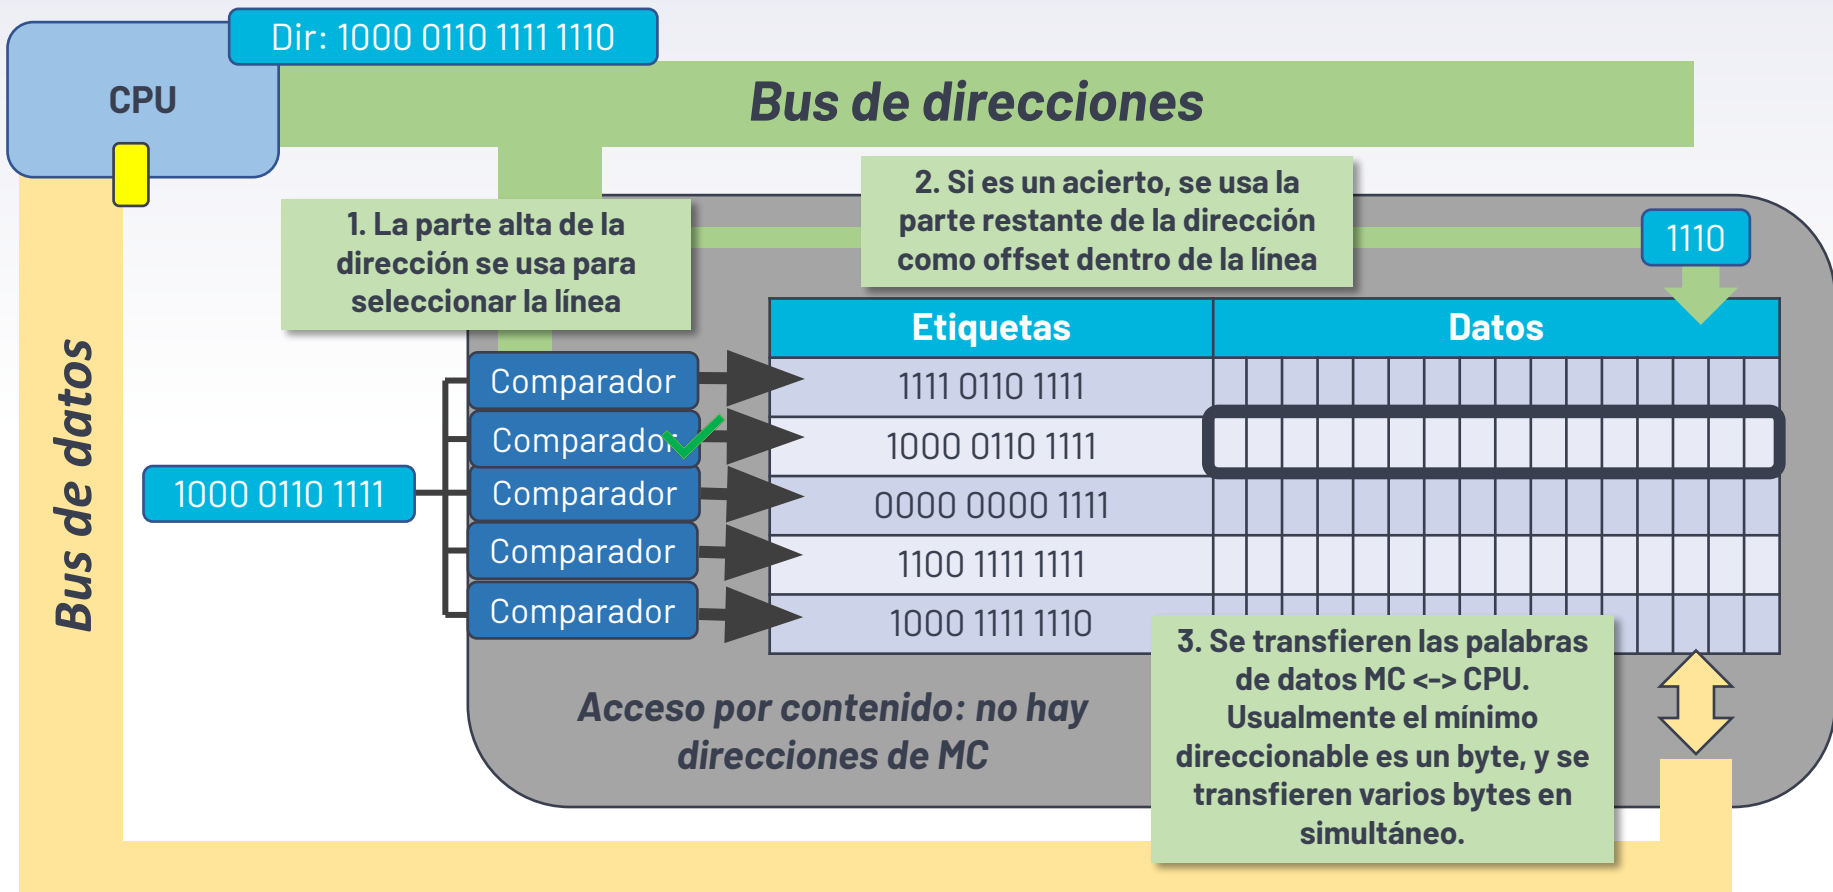 Dir: 1000 0110 1111 1110
CPU
Bus de direcciones
1. La parte alta de la
dirección se usa para
seleccionar la línea
2. Si es un acierto, se usa la
parte restante de la dirección
como offset dentro de la línea
1110
Etiquetas
Datos
Bus de datos
1000 0110 1111
Comparador
1111 0110 1111
Comparador
1000 0110 1111
Comparador
0000 0000 1111
Comparador
1100 1111 1111
Comparador
1000 1111 1110
Acceso por contenido: no hay
direcciones de MC
3. Se transfieren las palabras
de datos MC <-> CPU.
Usualmente el mínimo
direccionable es un byte, y se
transfieren varios bytes en
simultáneo.